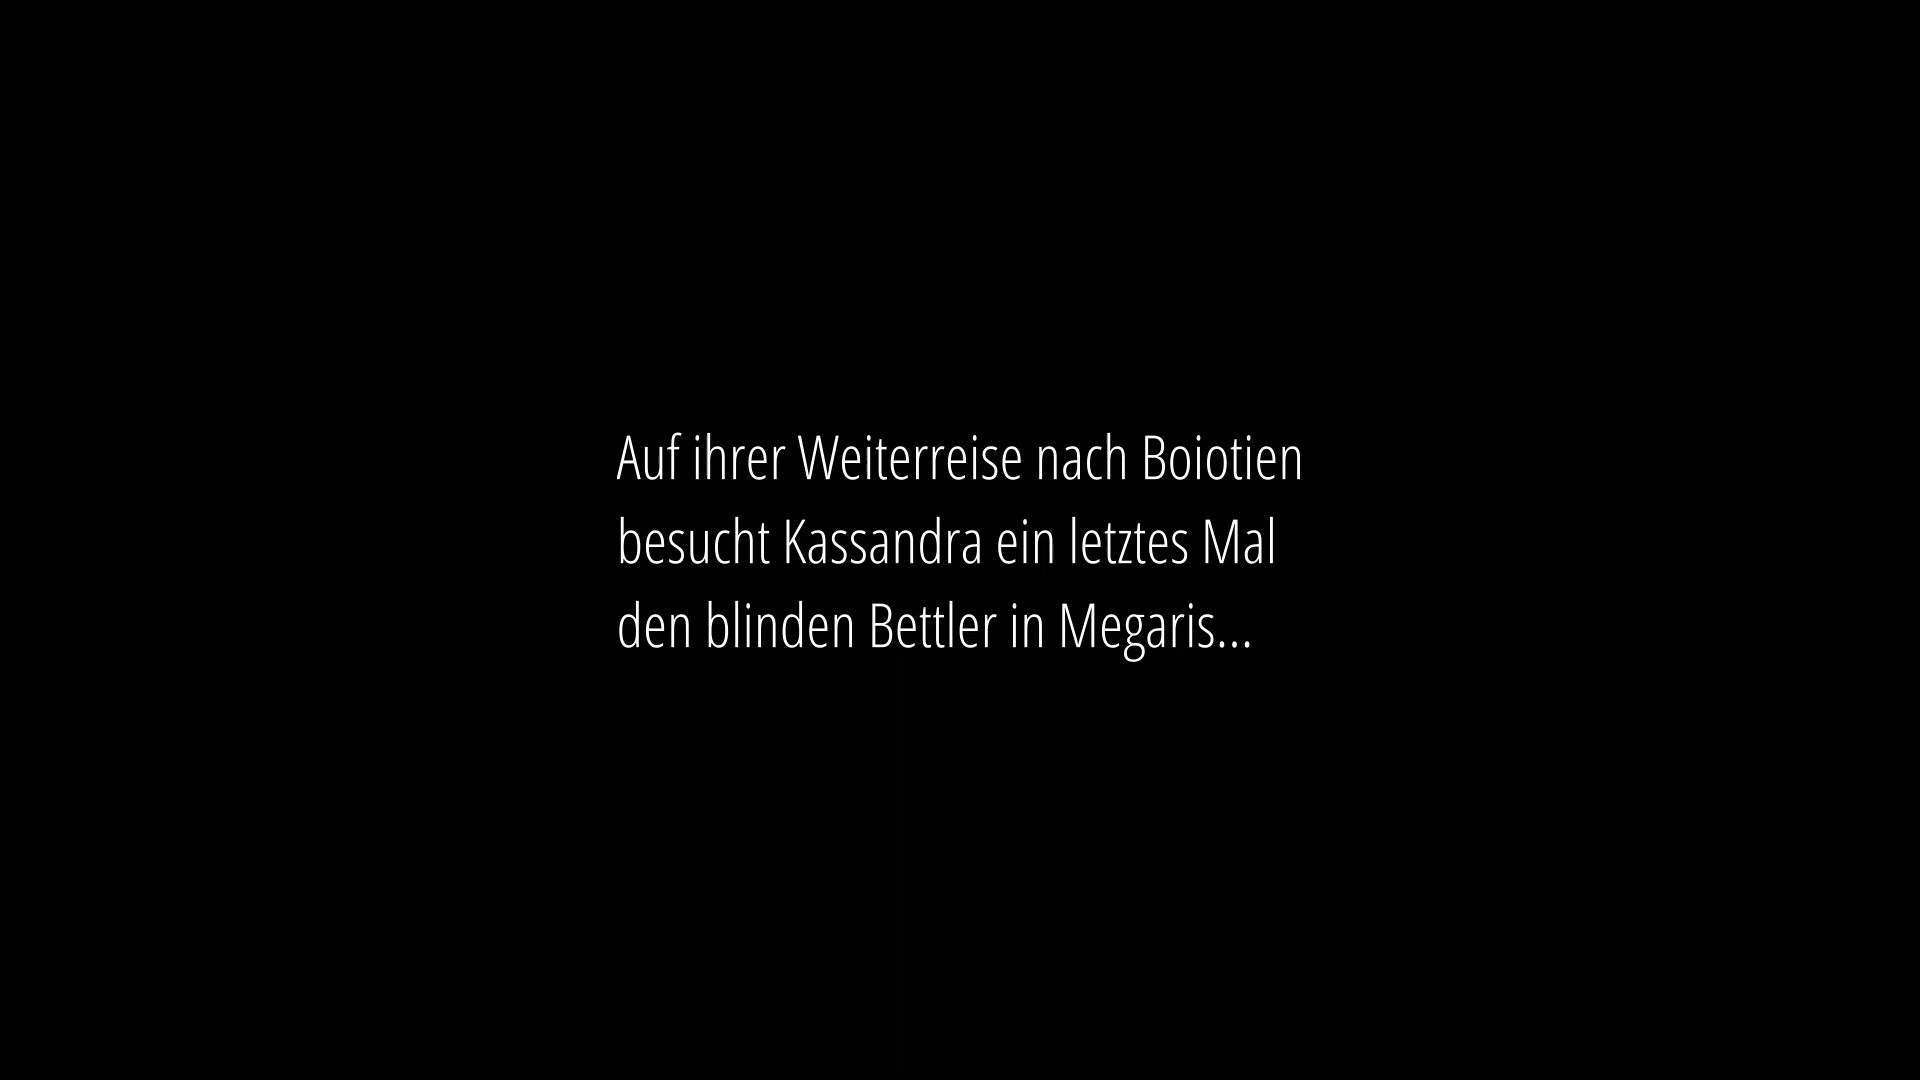 Auf ihrer Weiterreise nach Boiotien
besucht Kassandra ein letztes Mal
den blinden Bettler in Megaris...